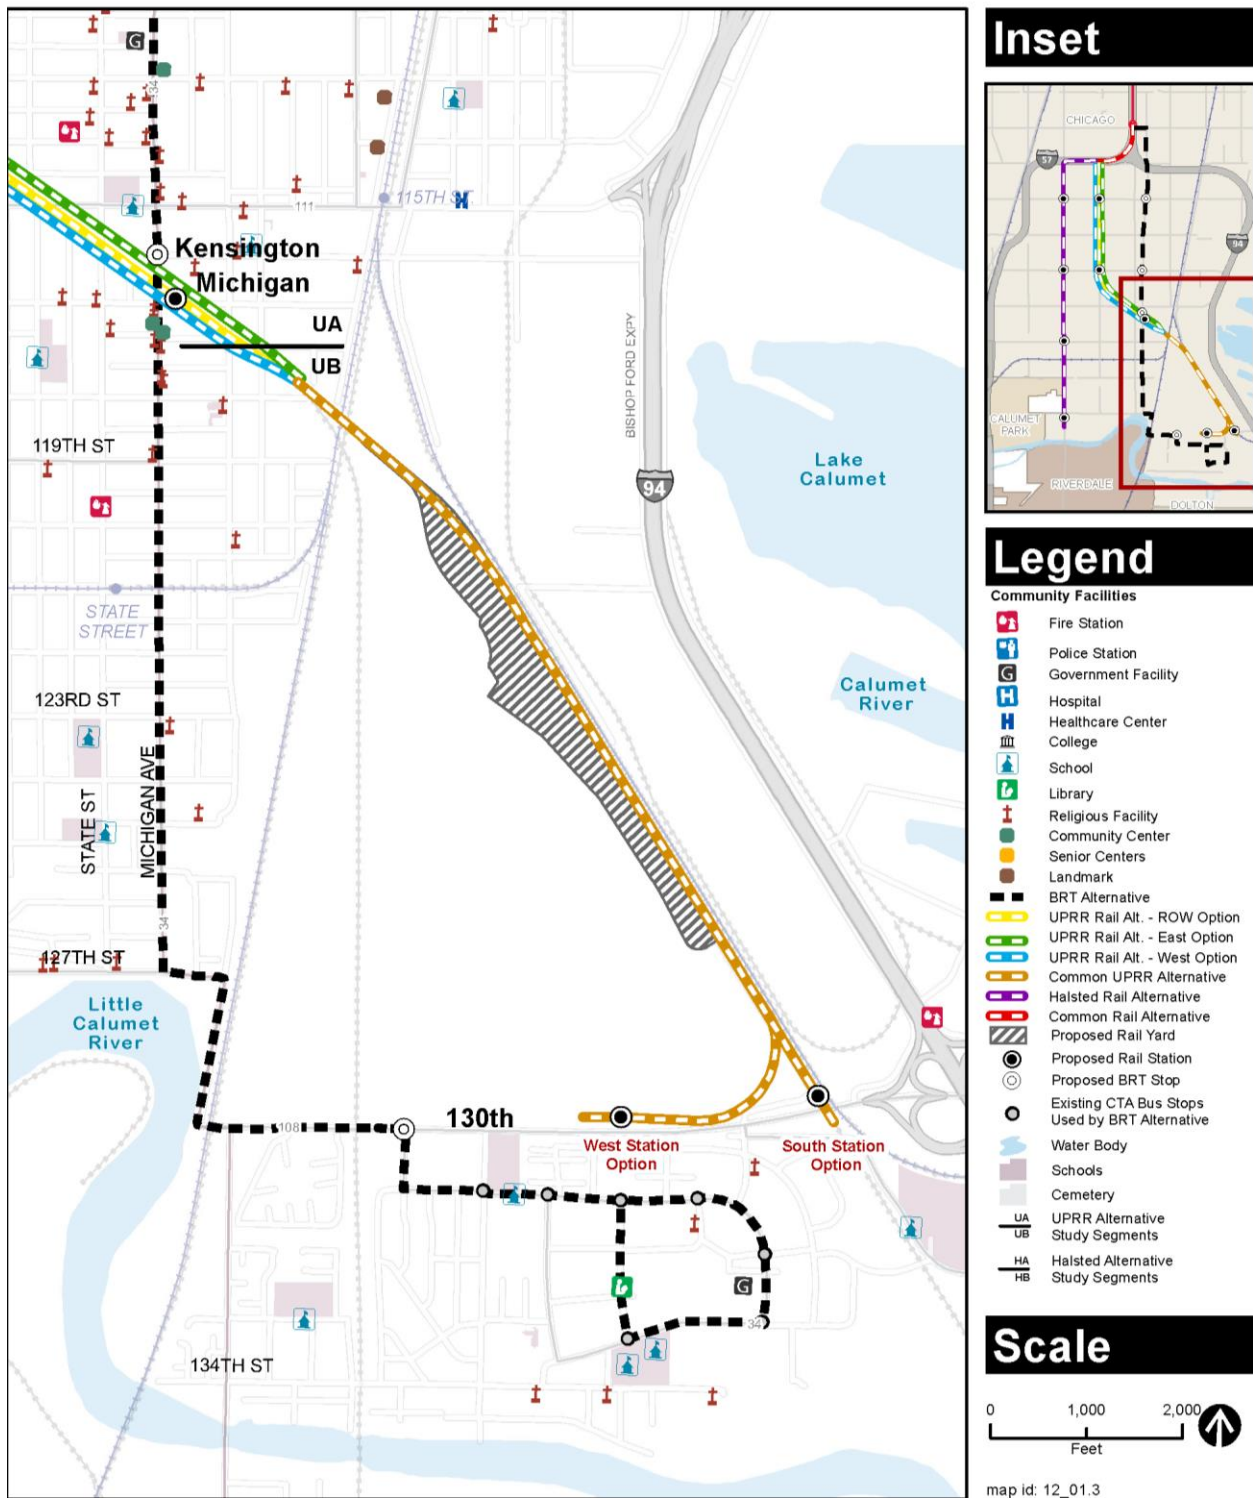 G
434
115TH ST.
H
111
Kensington
Michigan
UA
UB
BISHOP FORD EXPY
119TH ST
94
Lake
Calumet
STATE
STREET
123RD ST
Calumet
River
STATE ST
MICHIGAN AVE
34
127TH ST
Little
Calumet
River
108
130th
West Station
Option
South Station
Option
G
34
134TH ST
Inset
CHICAGO
57
94
CALUMET
PARK
RIVERDALE
DOLTON
Legend
Community Facilities
Fire Station
Police Station
G Government Facility
H Hospital
H Healthcare Center
College
School
Library
Religious Facility
Community Center
Senior Centers
Landmark
BRT Alternative
UPRR Rail Alt. - ROW Option
UPRR Rail Alt. - East Option
UPRR Rail Alt. - West Option
Common UPRR Alternative
Halsted Rail Alternative
Common Rail Alternative
Proposed Rail Yard
Proposed Rail Station
Proposed BRT Stop
Existing CTA Bus Stops
Used by BRT Alternative
Water Body
Schools
Cemetery
UA UPRR Alternative
UB Study Segments
HA Halsted Alternative
HB Study Segments
Scale
0 1,000 2,000
Feet
map id: 12_01.3